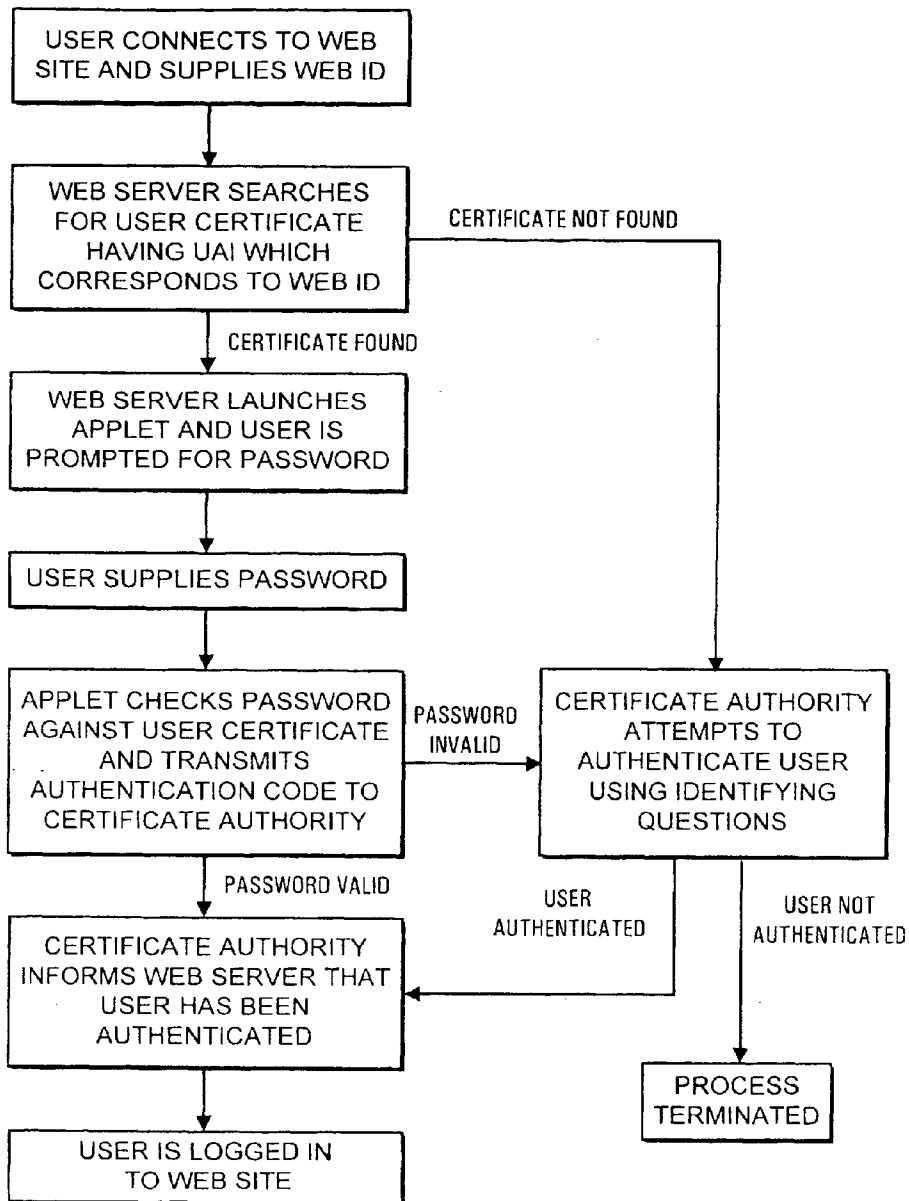 USER CONNECTS TO WEB
SITE AND SUPPLIES WEB ID
WEB SERVER SEARCHES
FOR USER CERTIFICATE
HAVING UAI WHICH
CORRESPONDS TO WEB ID
CERTIFICATE NOT FOUND
CERTIFICATE FOUND
WEB SERVER LAUNCHES
APPLET AND USER IS
PROMPTED FOR PASSWORD
USER SUPPLIES PASSWORD
APPLET CHECKS PASSWORD
AGAINST USER CERTIFICATE
AND TRANSMITS
AUTHENTICATION CODE TO
CERTIFICATE AUTHORITY
PASSWORD
INVALID
CERTIFICATE AUTHORITY
ATTEMPTS TO
AUTHENTICATE USER
USING IDENTIFYING
QUESTIONS
PASSWORD VALID
USER
AUTHENTICATED
USER NOT
AUTHENTICATED
CERTIFICATE AUTHORITY
INFORMS WEB SERVER THAT
USER HAS BEEN
AUTHENTICATED
PROCESS
TERMINATED
USER IS LOGGED IN
TO WEB SITE